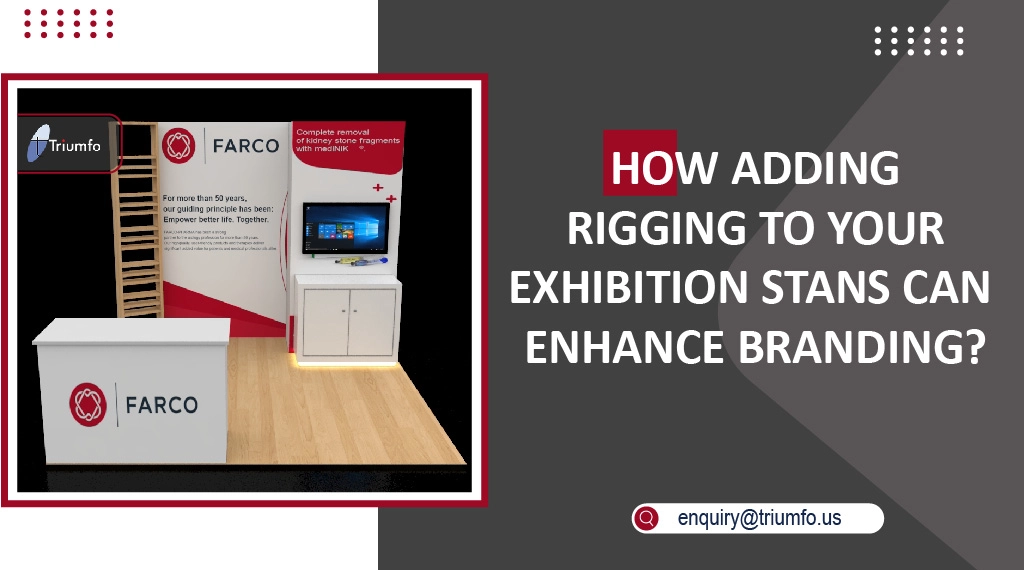 Triumfo
FARCO
Complete removal
of kidney stone fragments
with mediNiK
For more than 50 years,
our guiding principle has been:
Empower better life. Together.
FARCO
HOW ADDING
RIGGING TO YOUR
EXHIBITION STANS CAN
ENHANCE BRANDING?
enquiry@triumfo.us